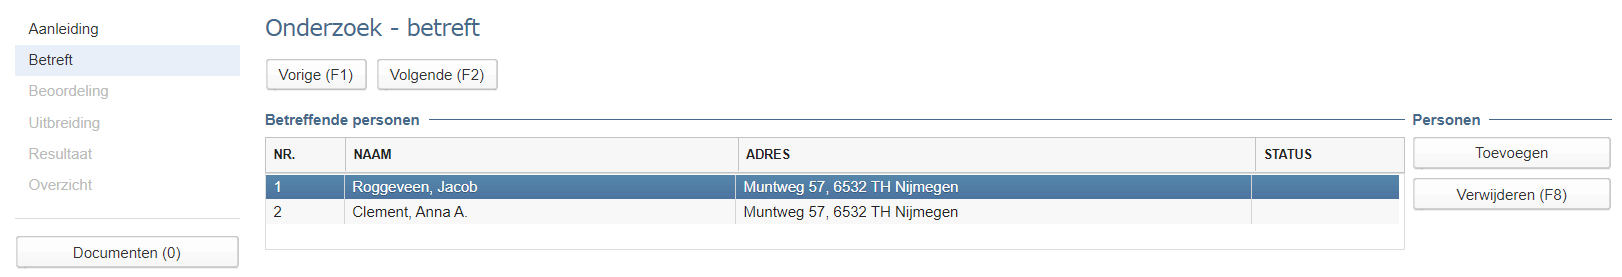 Aanleiding
Betreft
Beoordeling
Uitbreiding
Resultaat
Overzicht
Documenten (0)
Onderzoek - betreft
Vorige (F1) Volgende (F2)
Betreffende personen
NR. NAAM ADRES STATUS
1 Roggeveen, Jacob Muntweg 57, 6532 TH Nijmegen
2 Clement, Anna A. Muntweg 57, 6532 TH Nijmegen
Personen
Toevoegen
Verwijderen (F8)